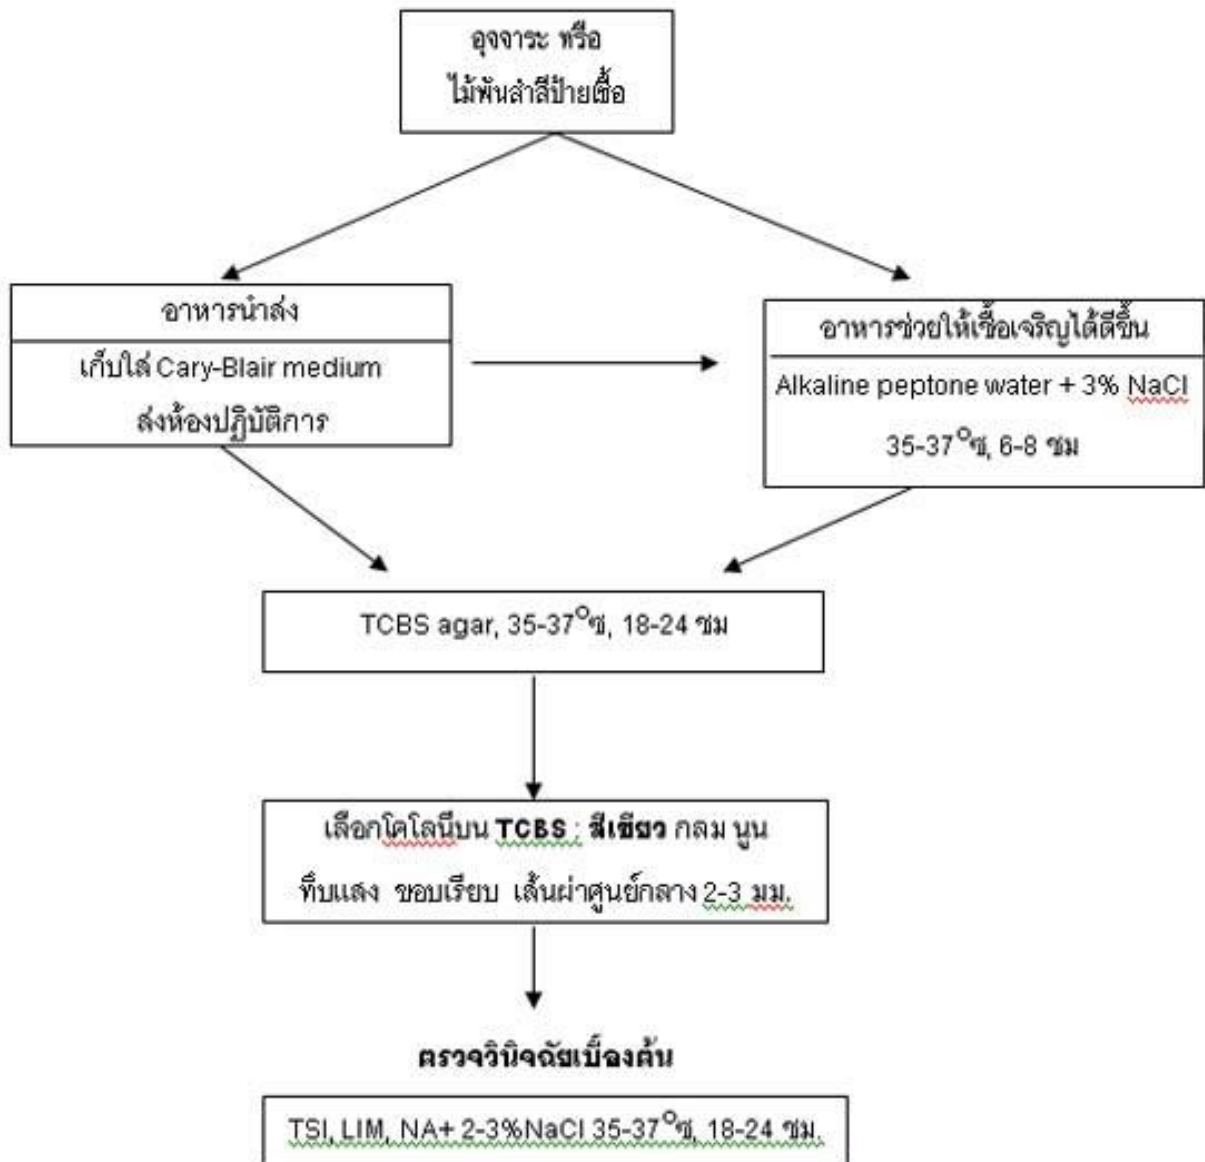 อุจจาระ หรือ
ไม้พันสำลีป้ายเชื้อ
อาหารนำส่ง
เก็บใส่ Cary-Blair medium
ส่งห้องปฏิบัติการ
อาหารช่วยให้เชื้อเจริญได้ดีขึ้น
Alkaline peptone water + 3% NaCl
35-37°ซ, 6-8 ซม
TCBS agar, 35-37°ซ, 18-24 ซม
เลือกโคโลนีบน TCBS : สีเขียว กลม นูน
ทึบแสง ขอบเรียบ เส้นผ่าศูนย์กลาง 2-3 มม.
ตรวจวินิจฉัยเบื้องต้น
TSI, LIM, NA+ 2-3%NaCl 35-37°ซ, 18-24 ซม.